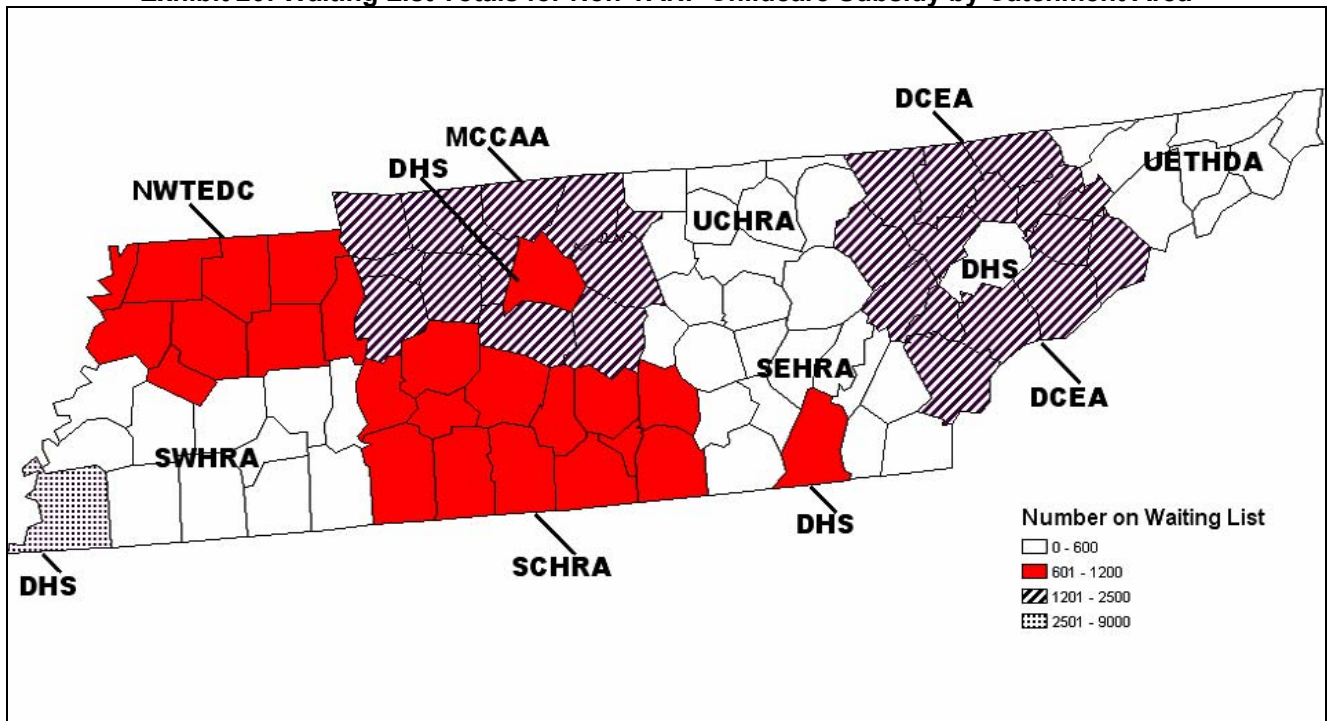 Exhibit 20: Waiting List Totals for Non-TANF Childcare Subsidy by Catchment Area
DCEA
MCCAA
DHS
UETHDA
NWTEDC
UCHRA
DHS
SEHRA
DCEA
SWHRA
DHS
SCHRA
DHS
Number on Waiting List
0 - 600
601 - 1200
1201 - 2500
2501 - 9000